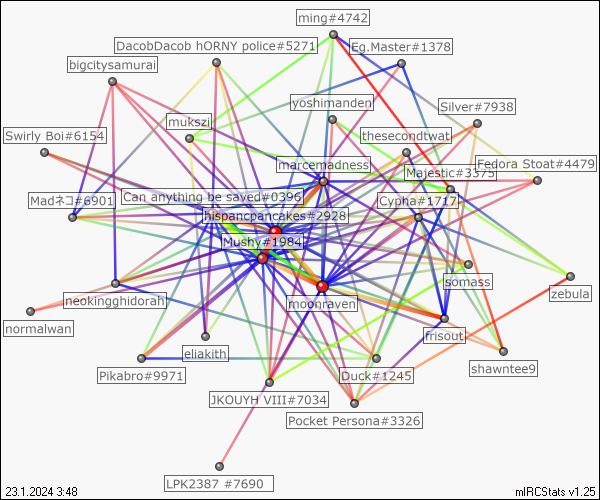 ming#4742
DacobDacob hORNY police#5271
Eg.Master#1378
bigcitysamurai
yoshimanden
Silver#7938
mukszi
Swirly Boi#6154
thesecondtwat
marcemadness
Majestic#3375
Fedora Stoat#4479
Madネコ#6901
Can anything be saved#0396
Cypha#1717
hispanicpancakes#2928
Mushy#1984
somass
neokingghidorah
moonraven
zebula
normalwan
frisout
eliakith
Pikabro#9971
Duck#1245
shawntee9
JKOUYH VIII#7034
Pocket Persona#3326
LPK2387 #7690
23.1.2024 3:48
mIRCStats v1.25